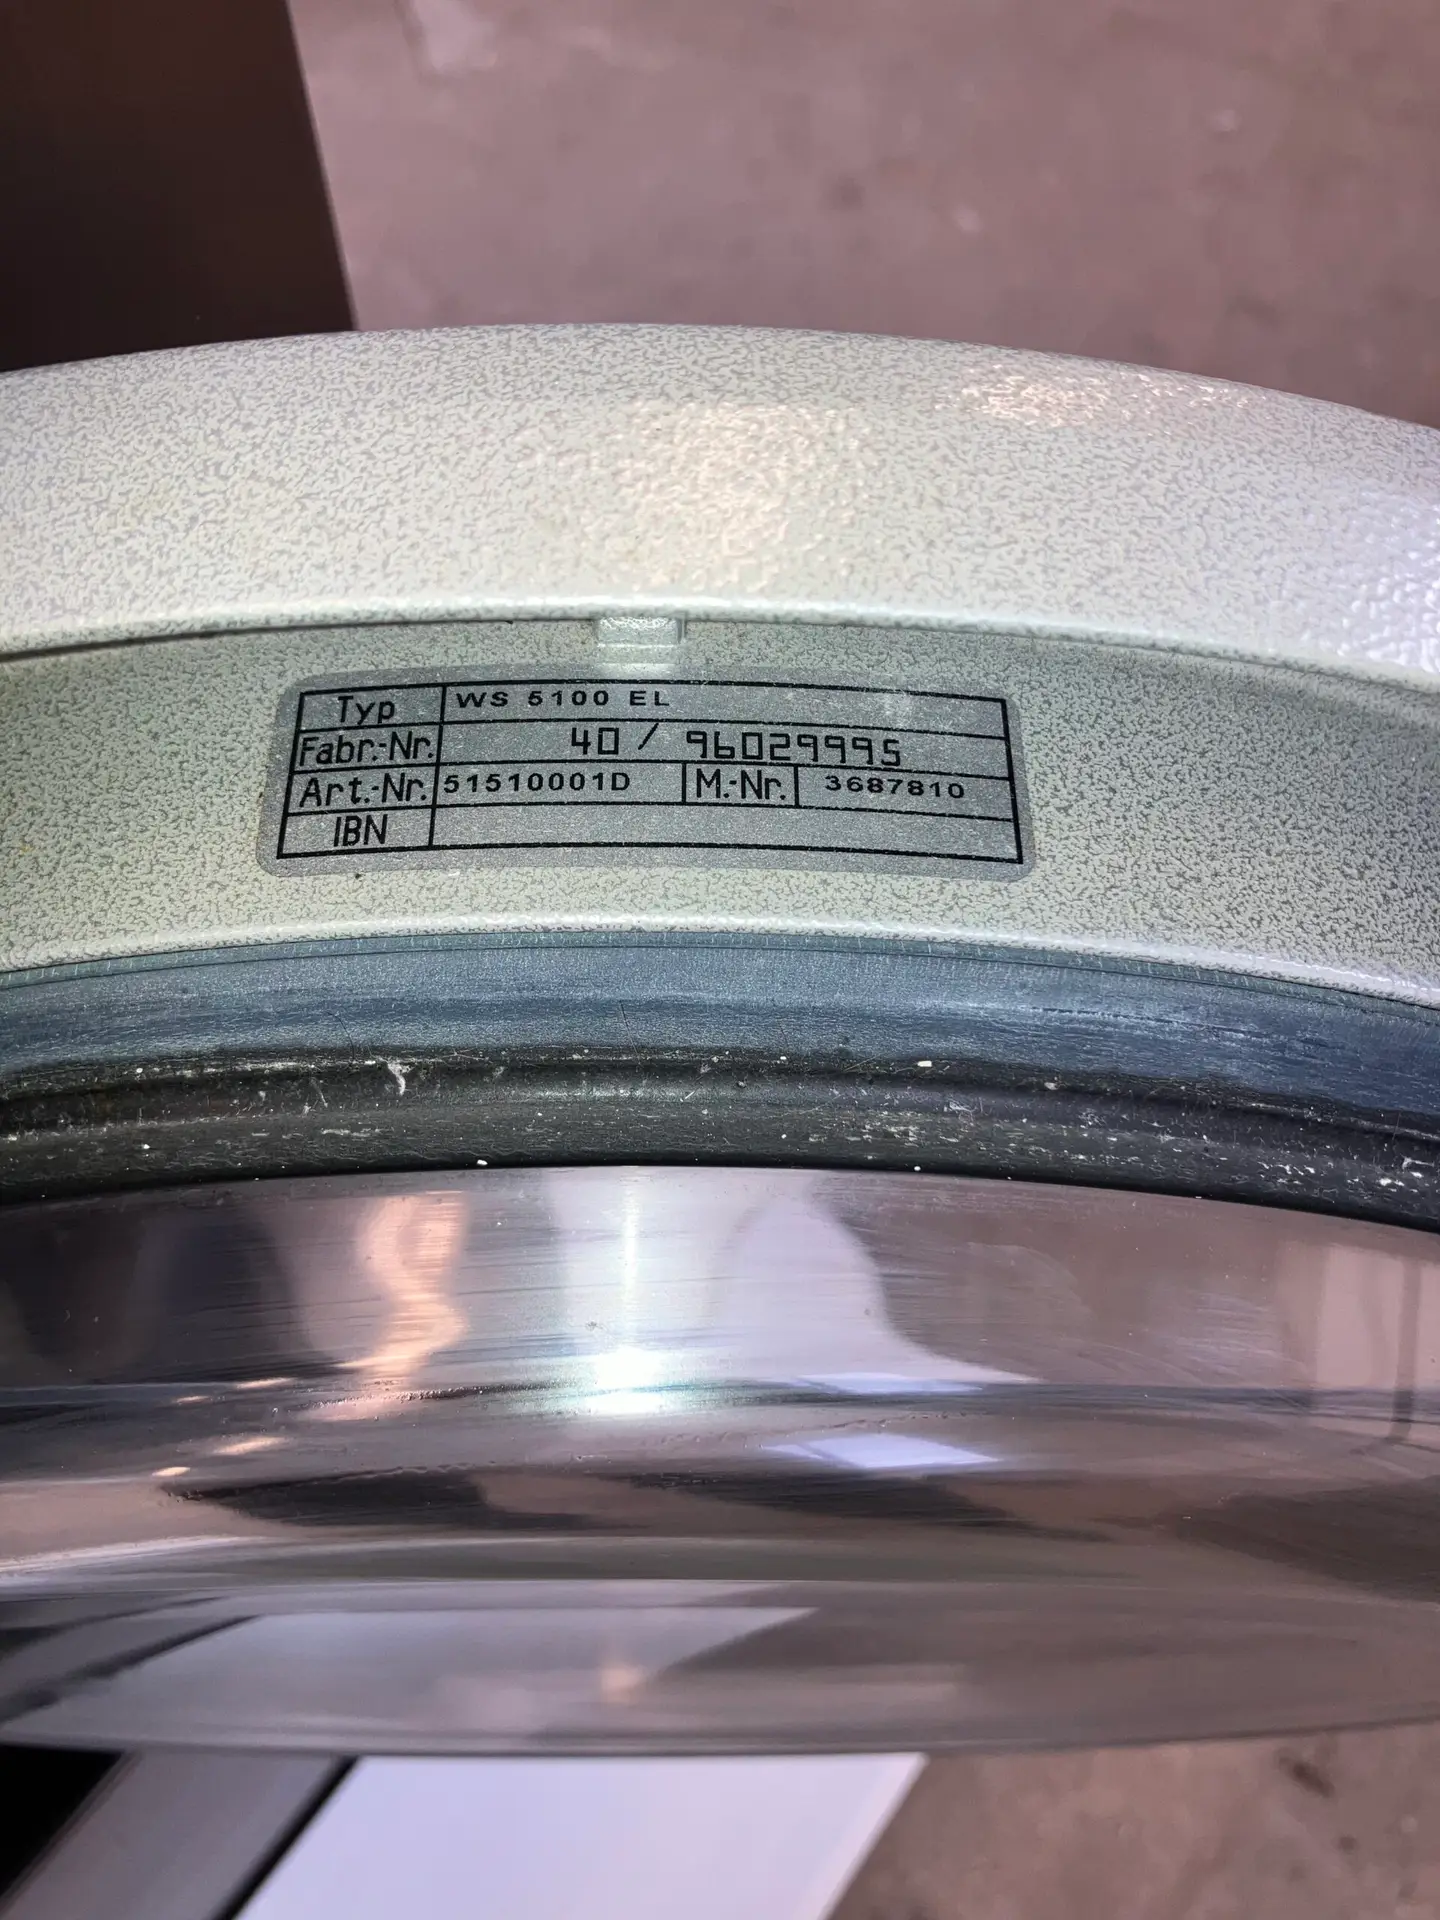 Typ WS 5100 EL
Fabr.-Nr. 40 / 96029995
Art.-Nr. 51510001D M.-Nr. 3687810
IBN